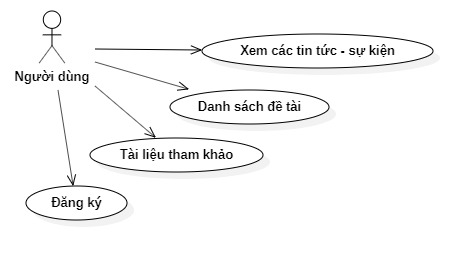 Xem các tin tức - sự kiện
Người dùng
Danh sách đề tài
Tài liệu tham khảo
Đăng ký